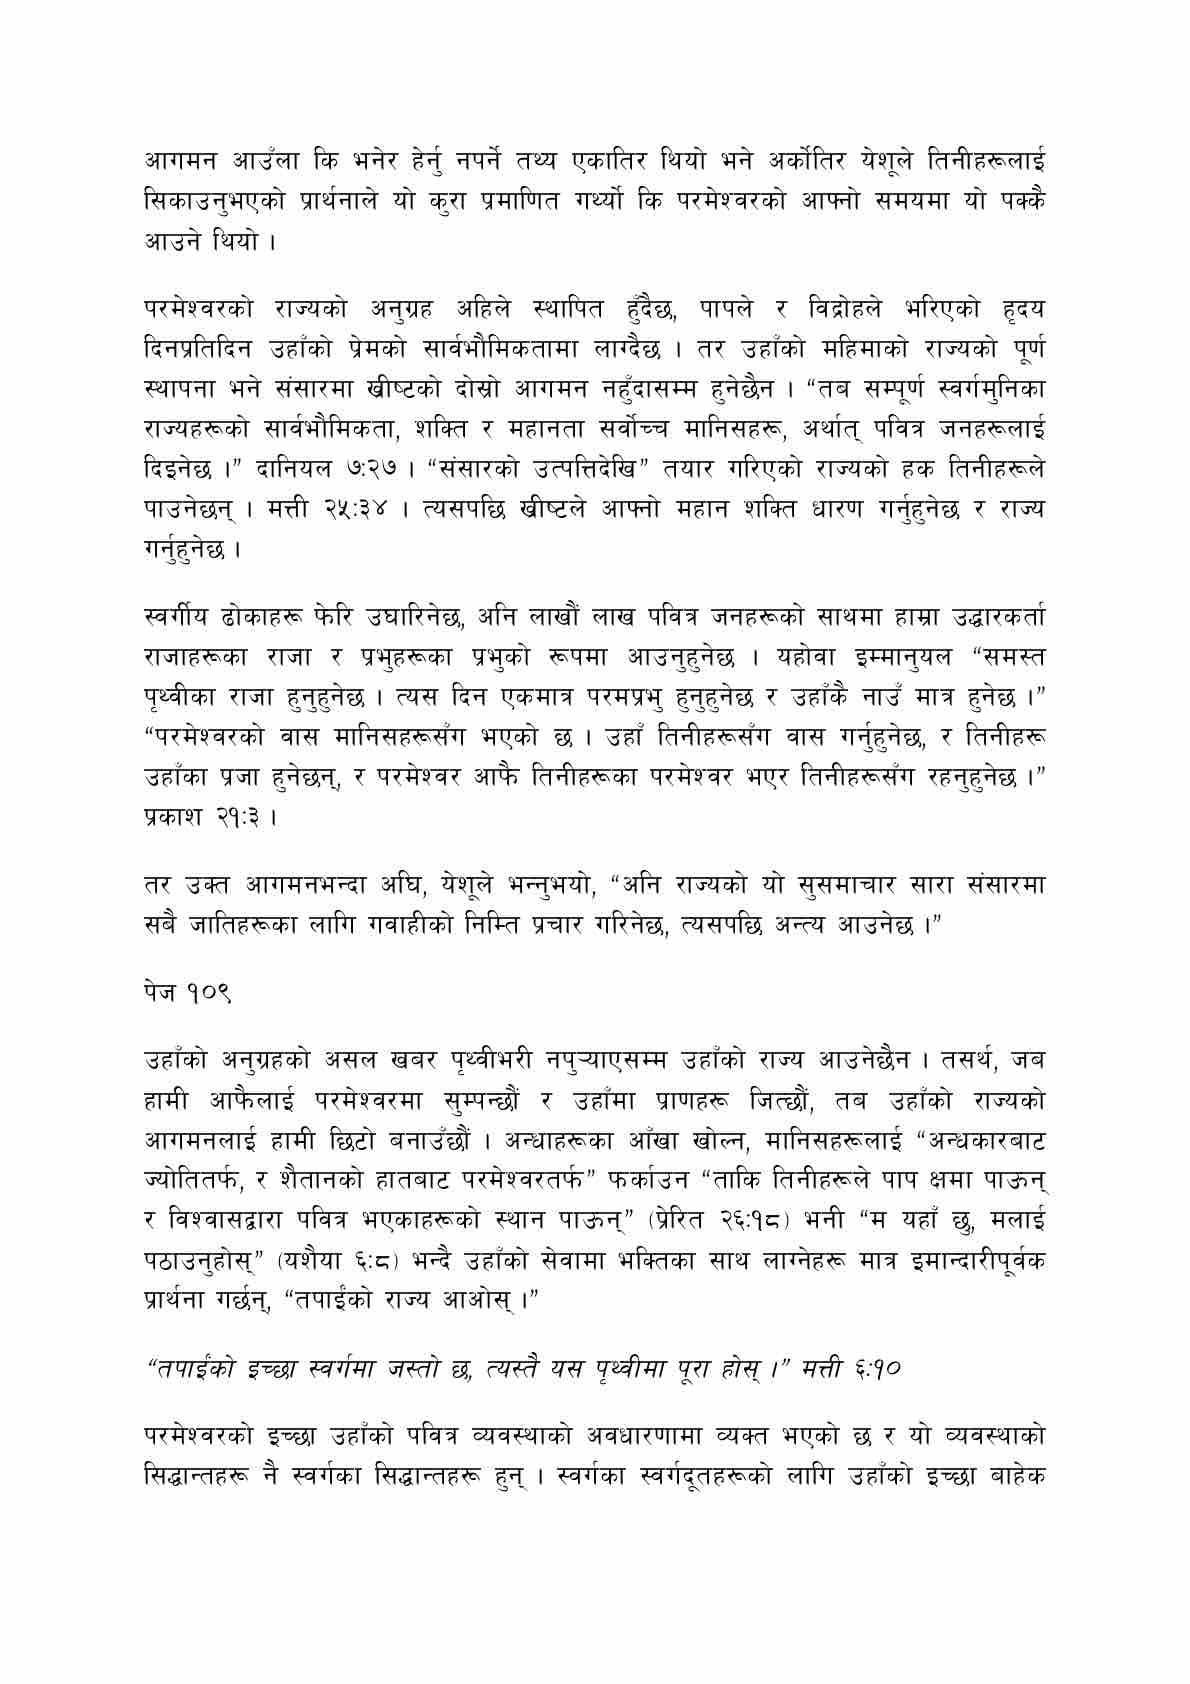 आगमन आउँला कि भनेर हेर्नु नपर्ने तथ्य एकातिर थियो भने अर्कोतिर येशूले तिनीहरूलाई
सिकाउनुभएको प्रार्थनाले यो कुरा प्रमाणित गर्थ्यो कि परमेश्वरको आफ्नो समयमा यो पक्कै
आउने थियो ।
परमेश्वरको राज्यको अनुग्रह अहिले स्थापित हुँदैछ, पापले र विद्रोहले भरिएको हृदय
दिनप्रतिदिन उहाँको प्रेमको सार्वभौमिकतामा लाग्दैछ । तर उहाँको महिमाको राज्यको पूर्ण
स्थापना भने संसारमा ख्रीष्टको दोस्रो आगमन नहुँदासम्म हुनेछैन । “तब सम्पूर्ण स्वर्गमुनिका
राज्यहरूको सार्वभौमिकता, शक्ति र महानता सर्वोच्च मानिसहरू, अर्थात् पवित्र जनहरूलाई
दिइनेछ ।” दानियल ७:२७ । “संसारको उत्पत्तिदेखि” तयार गरिएको राज्यको हक तिनीहरूले
पाउनेछन् । मत्ती २५:३४ । त्यसपछि ख्रीष्टले आफ्नो महान शक्ति धारण गर्नुहुनेछ र राज्य
गर्नुहुनेछ ।
स्वर्गीय ढोकाहरू फेरि उघारिनेछ, अनि लाखौं लाख पवित्र जनहरूको साथमा हाम्रा उद्धारकर्ता
राजाहरूका राजा र प्रभुहरूका प्रभुको रूपमा आउनुहुनेछ । यहोवा इम्मानुयल “समस्त
पृथ्वीका राजा हुनुहुनेछ । त्यस दिन एकमात्र परमप्रभु हुनुहुनेछ र उहाँकै नाउँ मात्र हुनेछ ।”
“परमेश्वरको वास मानिसहरूसँग भएको छ । उहाँ तिनीहरूसँग वास गर्नुहुनेछ, र तिनीहरू
उहाँका प्रजा हुनेछन्, र परमेश्वर आफै तिनीहरूका परमेश्वर भएर तिनीहरूसँग रहनुहुनेछ ।”
प्रकाश २१:३ ।
तर उक्त आगमनभन्दा अघि, येशूले भन्नुभयो, “अनि राज्यको यो सुसमाचार सारा संसारमा
सबै जातिहरूका लागि गवाहीको निम्ति प्रचार गरिनेछ, त्यसपछि अन्त्य आउनेछ ।”
पेज १०९
उहाँको अनुग्रहको असल खबर पृथ्वीभरी नपुऱ्याएसम्म उहाँको राज्य आउनेछैन । तसर्थ, जब
हामी आफैलाई परमेश्वरमा सुम्पन्छौं र उहाँमा प्राणहरू जित्छौं, तब उहाँको राज्यको
आगमनलाई हामी छिटो बनाउँछौं । अन्धाहरूका आँखा खोल्न, मानिसहरूलाई “अन्धकारबाट
ज्योतितर्फ, र शैतानको हातबाट परमेश्वरतर्फ” फर्काउन “ताकि तिनीहरूले पाप क्षमा पाऊन्
र विश्वासद्वारा पवित्र भएकाहरूको स्थान पाऊन्” (प्रेरित २६:१८) भनी “म यहाँ छु, मलाई
पठाउनुहोस्” (यशैया ६:८) भन्दै उहाँको सेवामा भक्तिका साथ लाग्नेहरू मात्र इमान्दारीपूर्वक
प्रार्थना गर्छन्, “तपाईंको राज्य आओस् ।”
“तपाईंको इच्छा स्वर्गमा जस्तो छ, त्यस्तै यस पृथ्वीमा पूरा होस् ।” मत्ती ६:१०
परमेश्वरको इच्छा उहाँको पवित्र व्यवस्थाको अवधारणामा व्यक्त भएको छ र यो व्यवस्थाको
सिद्धान्तहरू नै स्वर्गका सिद्धान्तहरू हुन् । स्वर्गका स्वर्गदूतहरूको लागि उहाँको इच्छा बाहेक